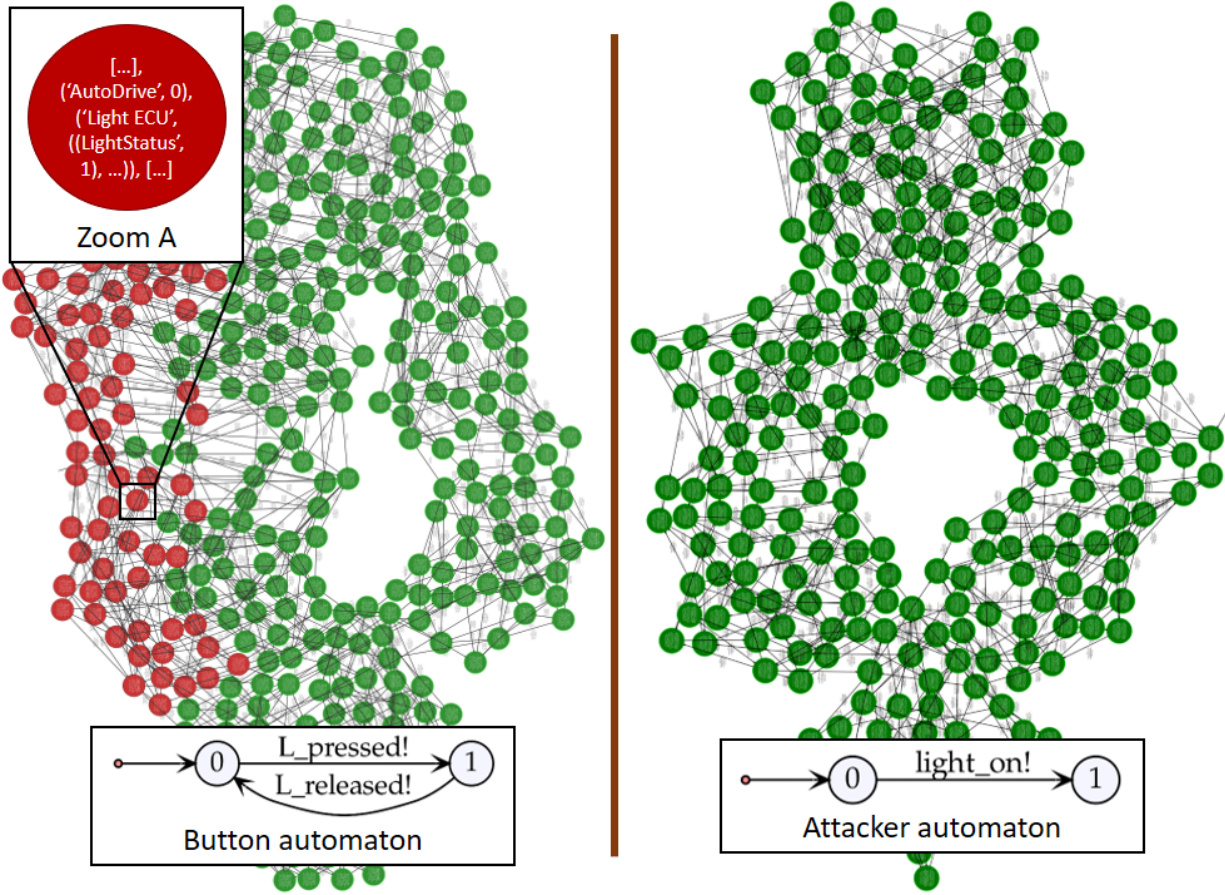 [...],
(‘AutoDrive’, 0),
(‘Light ECU’,
((LightStatus’,
1), ...)), [...]
Zoom A
0
L_pressed!
1
L_released!
Button automaton
0
light_on!
1
Attacker automaton